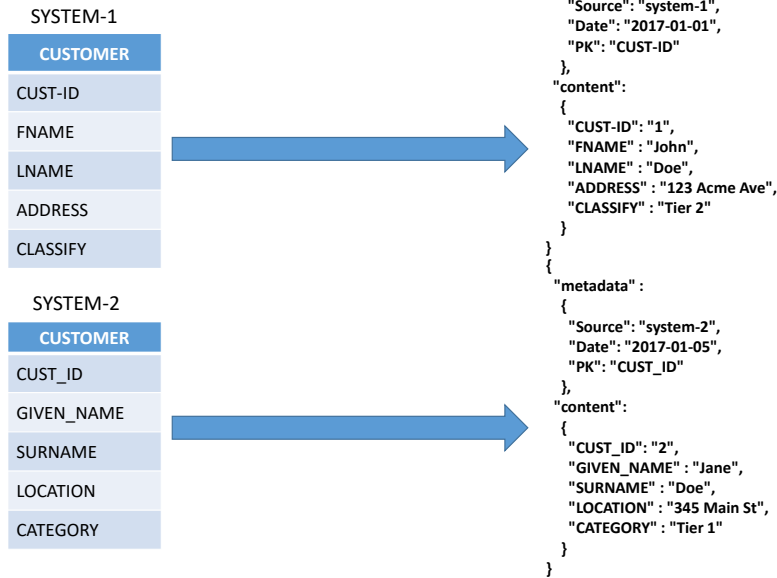 SYSTEM-1
CUSTOMER
CUST-ID
FNAME
LNAME
ADDRESS
CLASSIFY
SYSTEM-2
CUSTOMER
CUST_ID
GIVEN_NAME
SURNAME
LOCATION
CATEGORY
"Source": "system-1",
"Date": "2017-01-01",
"PK": "CUST-ID"
},
"content":
{
"CUST-ID": "1",
"FNAME" : "John",
"LNAME" : "Doe",
"ADDRESS" : "123 Acme Ave",
"CLASSIFY" : "Tier 2"
}
}
{
"metadata" :
{
"Source": "system-2",
"Date": "2017-01-05",
"PK": "CUST_ID"
},
"content":
{
"CUST_ID": "2",
"GIVEN_NAME" : "Jane",
"SURNAME" : "Doe",
"LOCATION" : "345 Main St",
"CATEGORY" : "Tier 1"
}
}